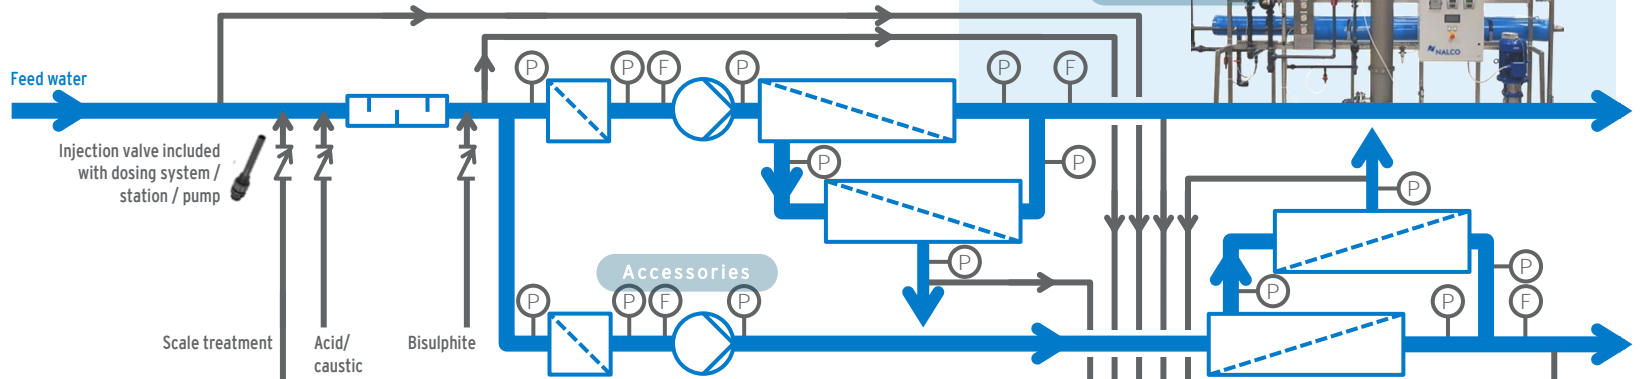 Feed water
P
P
F
P
P
F
NALCO
Injection valve included
with dosing system /
station / pump
P
P
P
P
P
P
Accessories
P
P
F
P
P
F
Scale treatment
Acid/
caustic
Bisulphite